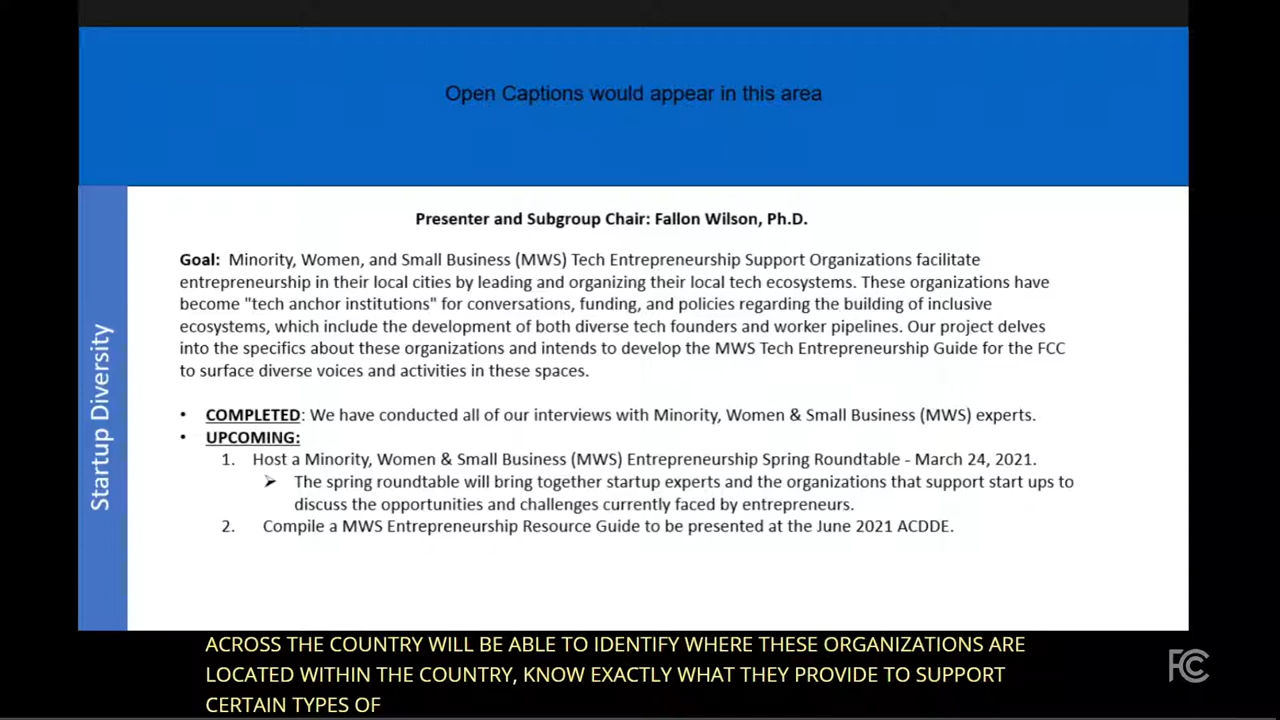 Open Captions would appear in this area
Startup Diversity
Presenter and Subgroup Chair: Fallon Wilson, Ph.D.
Goal: Minority, Women, and Small Business (MWS) Tech Entrepreneurship Support Organizations facilitate
entrepreneurship in their local cities by leading and organizing their local tech ecosystems. These organizations have
become "tech anchor institutions" for conversations, funding, and policies regarding the building of inclusive
ecosystems, which include the development of both diverse tech founders and worker pipelines. Our project delves
into the specifics about these organizations and intends to develop the MWS Tech Entrepreneurship Guide for the FCC
to surface diverse voices and activities in these spaces.
• COMPLETED: We have conducted all of our interviews with Minority, Women & Small Business (MWS) experts.
• UPCOMING:
1. Host a Minority, Women & Small Business (MWS) Entrepreneurship Spring Roundtable - March 24, 2021.
➢ The spring roundtable will bring together startup experts and the organizations that support start ups to
discuss the opportunities and challenges currently faced by entrepreneurs.
2. Compile a MWS Entrepreneurship Resource Guide to be presented at the June 2021 ACDDE.
ACROSS THE COUNTRY WILL BE ABLE TO IDENTIFY WHERE THESE ORGANIZATIONS ARE
LOCATED WITHIN THE COUNTRY, KNOW EXACTLY WHAT THEY PROVIDE TO SUPPORT
CERTAIN TYPES OF
FCC